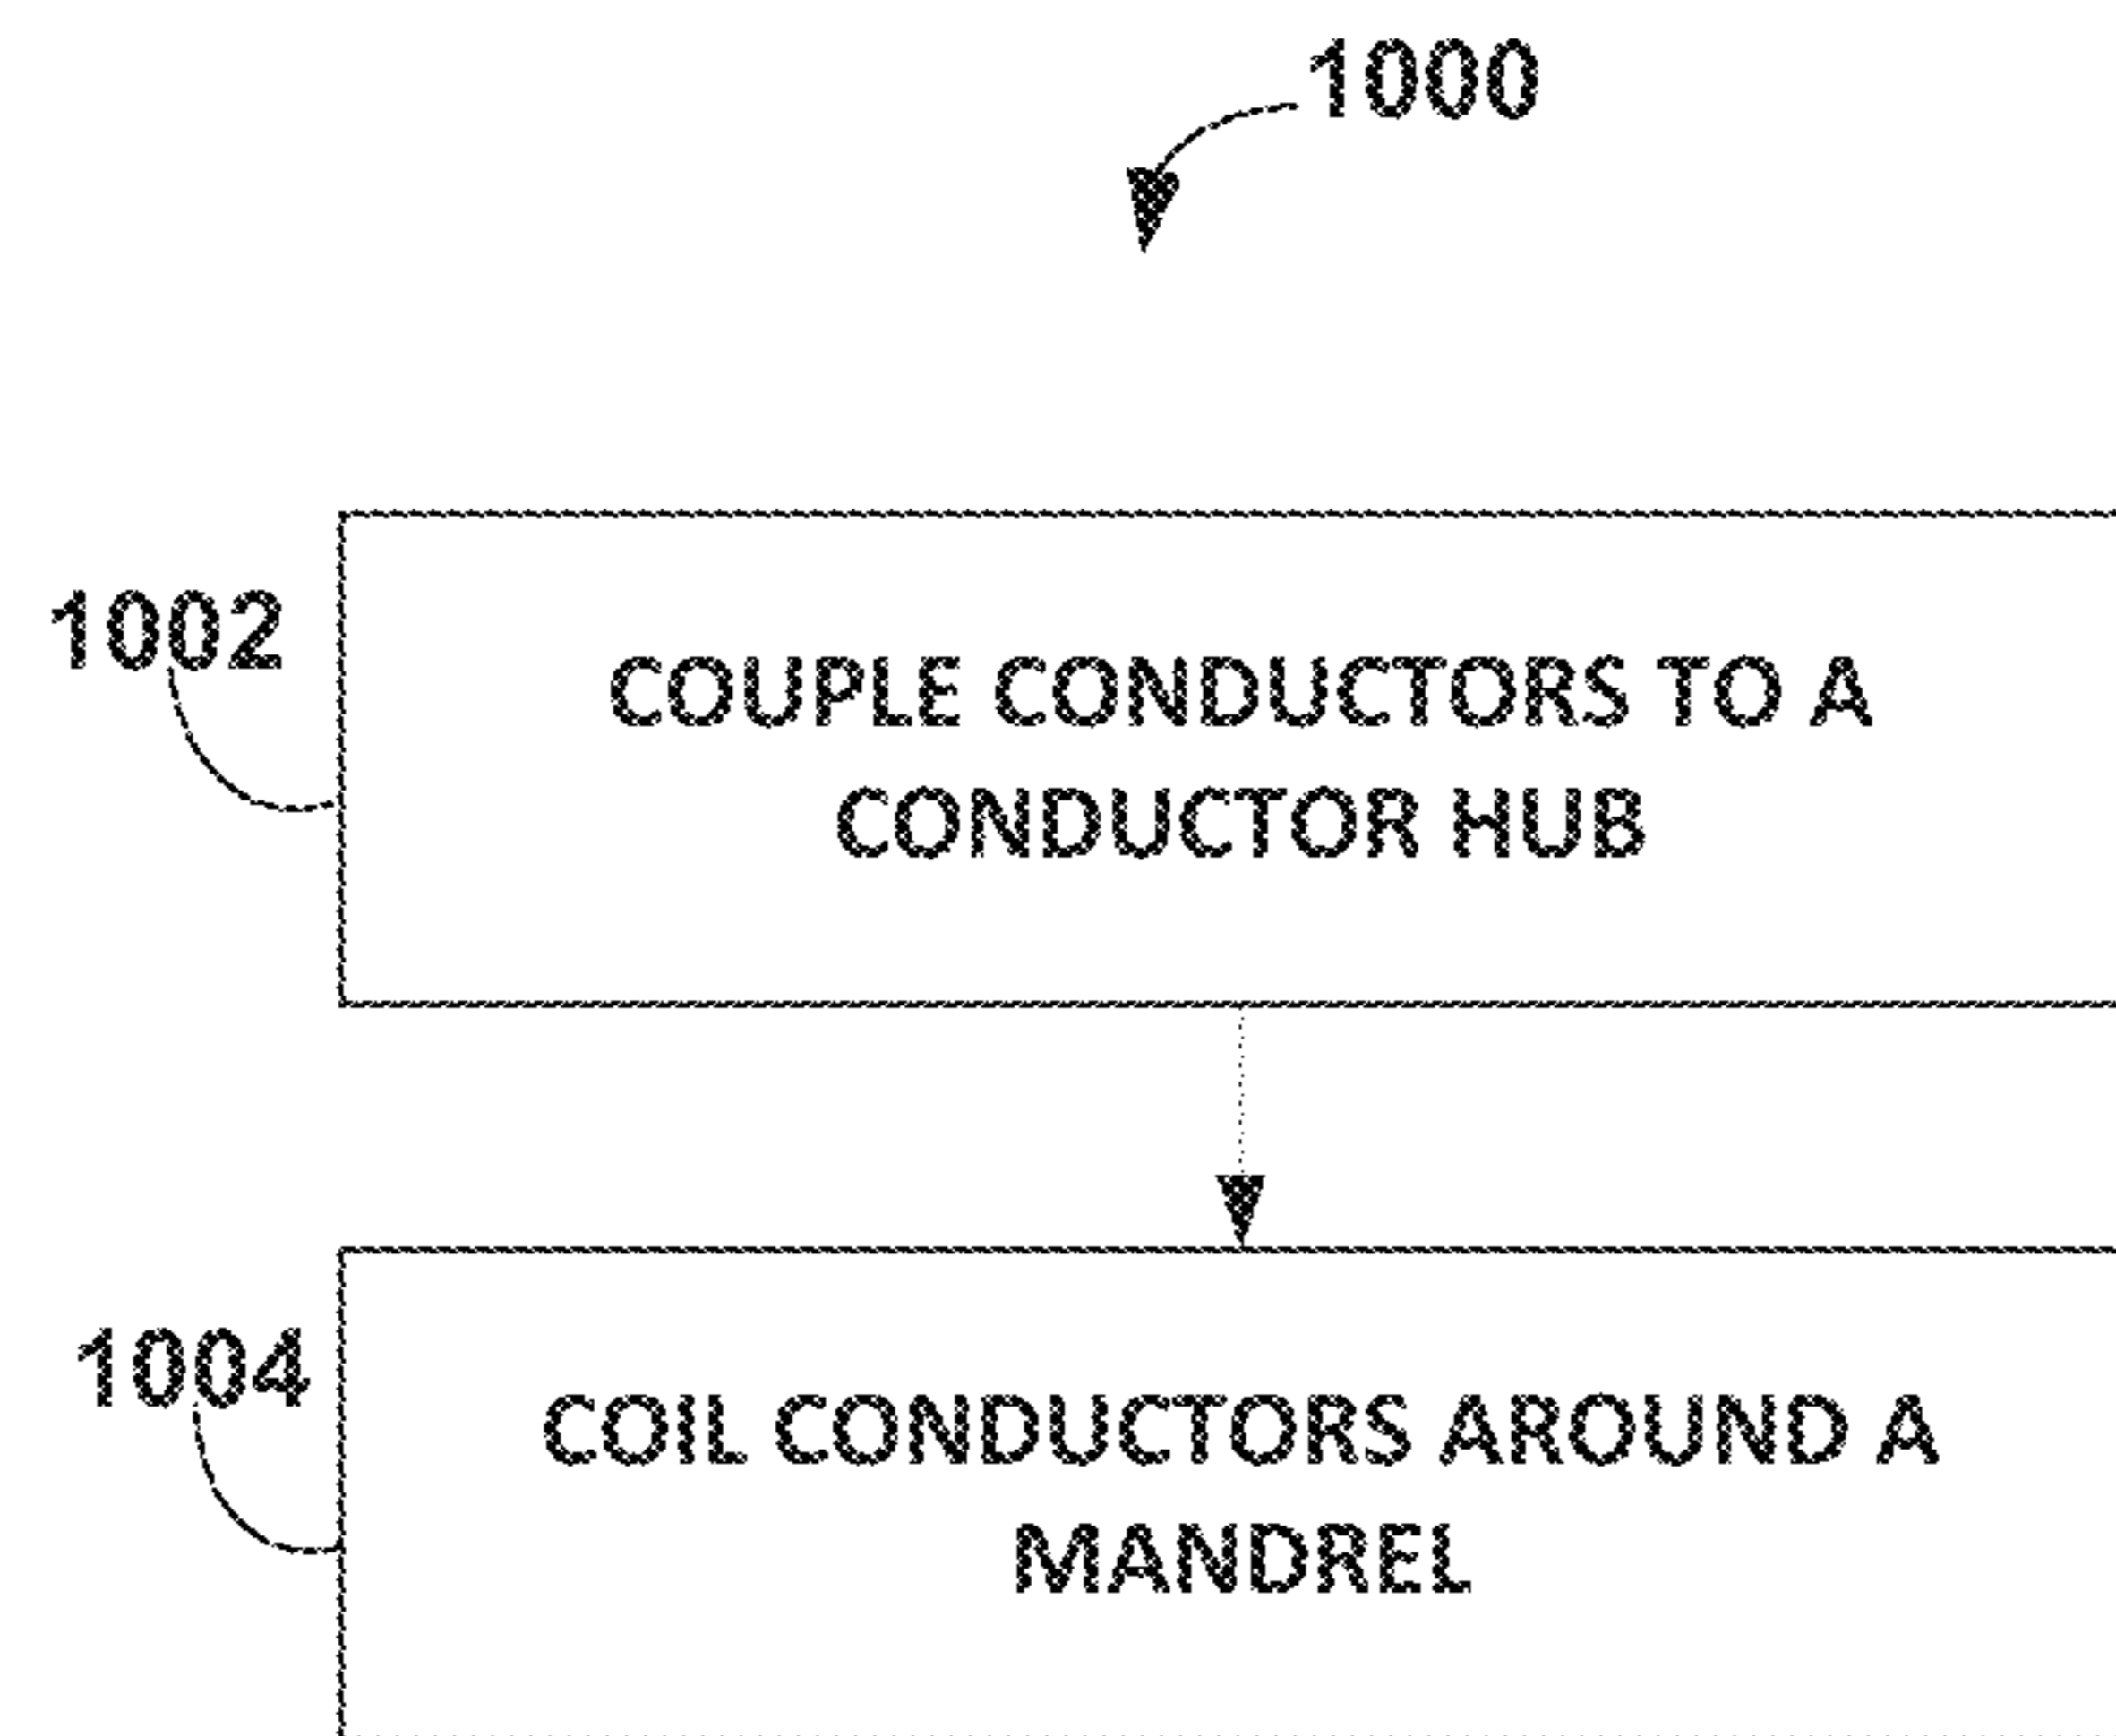 1000
1002
COUPLE CONDUCTORS TO A
CONDUCTOR HUB
1004
COIL CONDUCTORS AROUND A
MANDREL